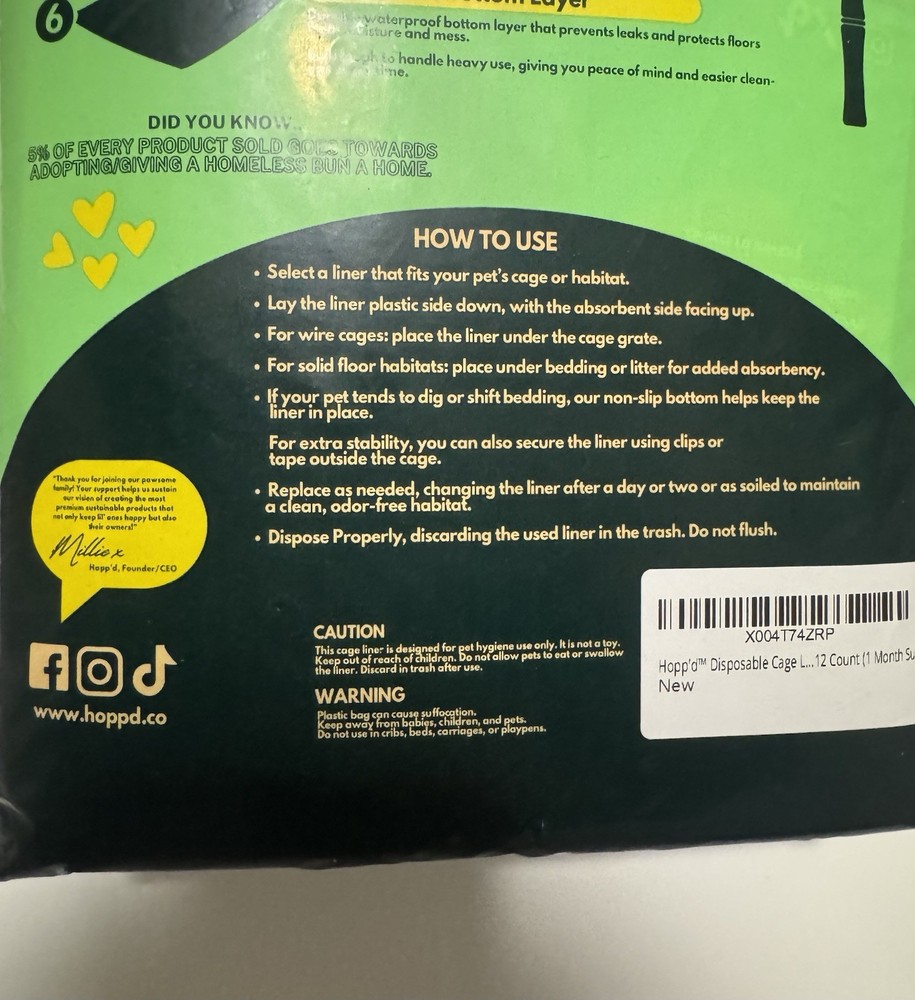 6
Layer
waterproof bottom layer that prevents leaks and protects floors
and mess.
to handle heavy use, giving you peace of mind and easier clean-
time.
DID YOU KNOW...
5% OF EVERY PRODUCT SOLD GOES TOWARDS
ADOPTING/GIVING A HOMELESS BUN A HOME.
HOW TO USE
• Select a liner that fits your pet's cage or habitat.
• Lay the liner plastic side down, with the absorbent side facing up.
• For wire cages: place the liner under the cage grate.
• For solid floor habitats: place under bedding or litter for added absorbency.
• If your pet tends to dig or shift bedding, our non-slip bottom helps keep the
liner in place.
For extra stability, you can also secure the liner using clips or
tape outside the cage.
• Replace as needed, changing the liner after a day or two or as soiled to maintain
a clean, odor-free habitat.
• Dispose Properly, discarding the used liner in the trash. Do not flush.
"Thank you for joining our pawsome
family! Your support helps us sustain
our vision of creating the most
premium sustainable products that
not only keep lil' ones happy but also
their owners!"
Millie x
Hopp'd, Founder/CEO
www.hoppd.co
CAUTION
This cage liner is designed for pet hygiene use only. It is not a toy.
Keep out of reach of children. Do not allow pets to eat or swallow
the liner. Discard in trash after use.
WARNING
Plastic bag can cause suffocation.
Keep away from babies, children, and pets.
Do not use in cribs, beds, carriages, or playpens.
X004T74ZRP
Hopp'd™ Disposable Cage L...12 Count (1 Month Su
New